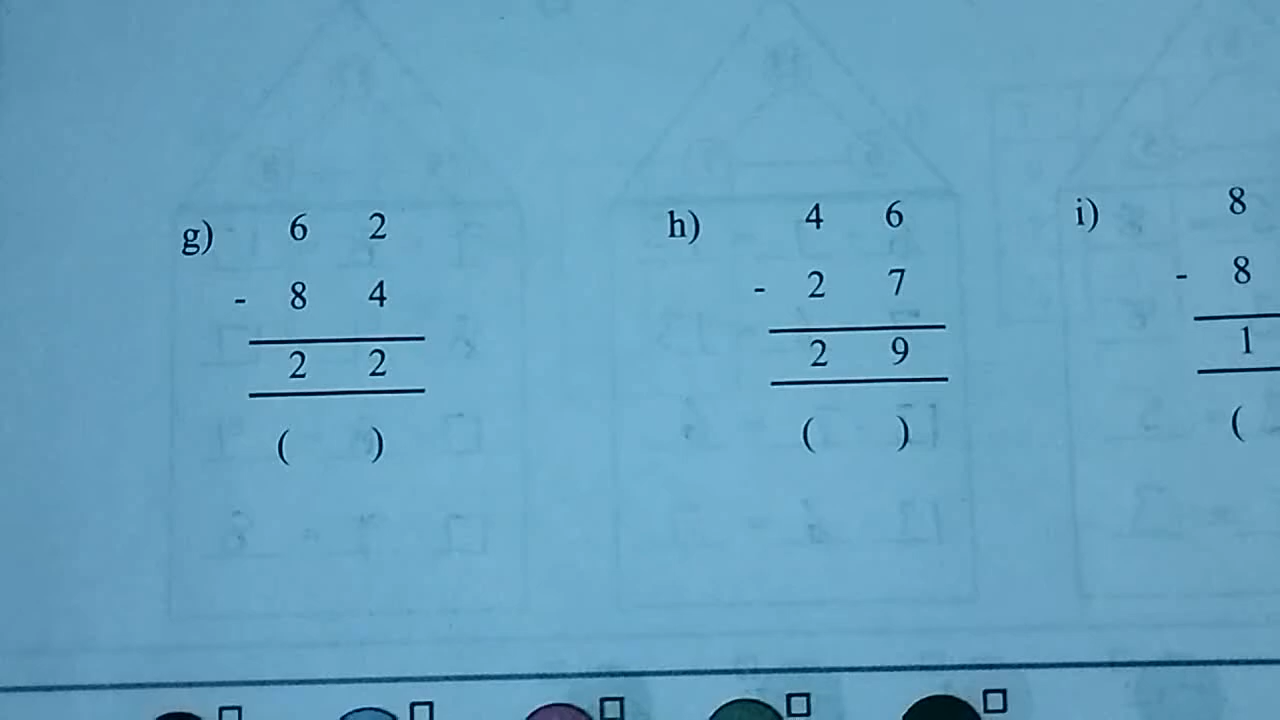 g) 6 2
- 8 4
2 2
( )
h) 4 6
- 2 7
2 9
( )
i) 8
- 8
1
(